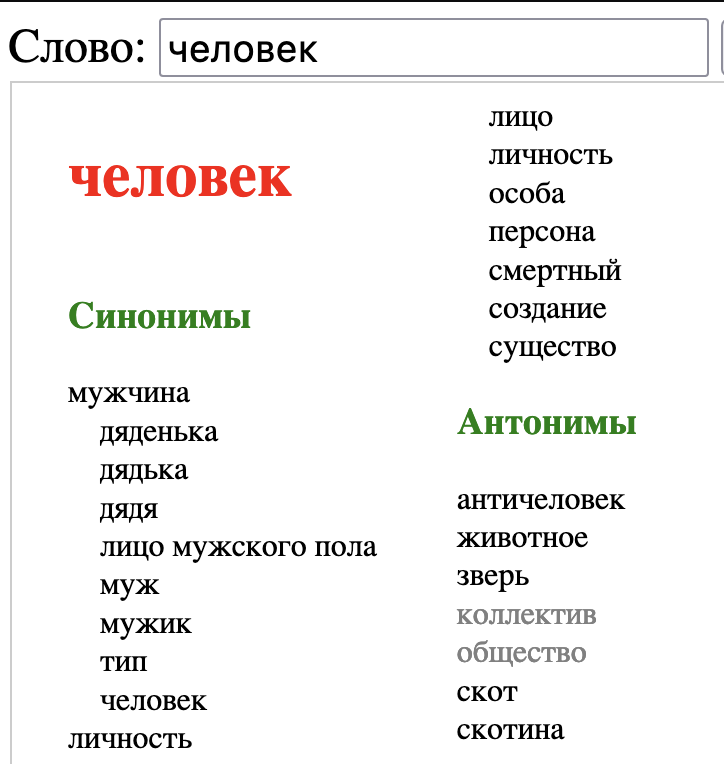 Слово: человек
человек
Синонимы
мужчина
дяденька
дядька
дядя
лицо мужского пола
муж
мужик
тип
человек
личность
лицо
личность
особа
персона
смертный
создание
существо
Антонимы
античеловек
животное
зверь
коллектив
общество
скот
скотина